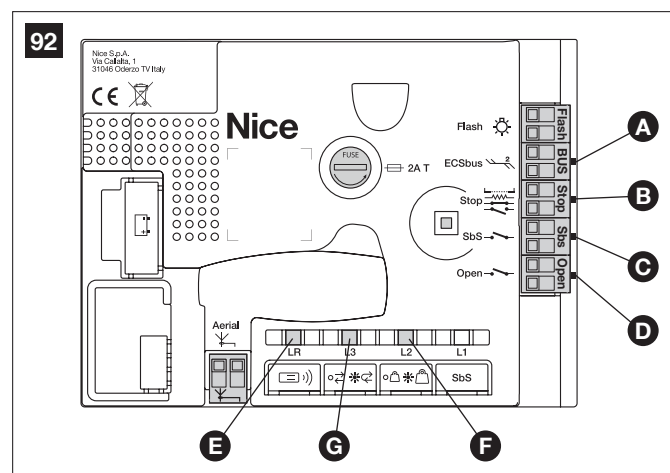 92
Nice S.p.A.
Via Callalta, 1
31046 Oderzo TV Italy
CE
Nice
FUSE
2A T
Flash
ECSbus
2
Stop
SbS
Open
Flash
BUS
Stop
Sbs
Open
A
B
C
D
Aerial
LR
L3
L2
L1
SbS
E
G
F